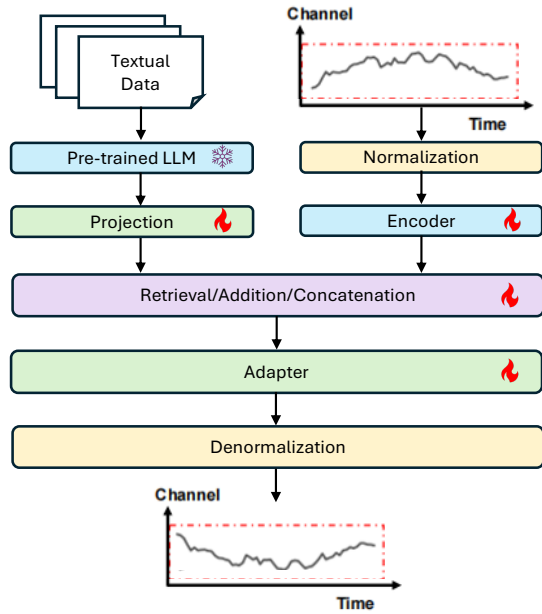 Textual
Data
Channel
Time
Pre-trained LLM
Normalization
Projection
Encoder
Retrieval/Addition/Concatenation
Adapter
Denormalization
Channel
Time